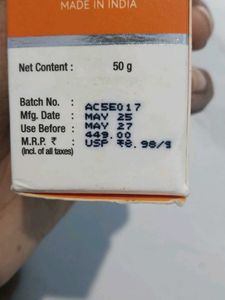 MADE IN INDIA
Net Content : 50 g
Batch No. : AC5E017
Mfg. Date : MAY 25
Use Before : MAY 27
M.R.P. ₹ : 449.00
(Incl. of all taxes) USP ₹8.98/g